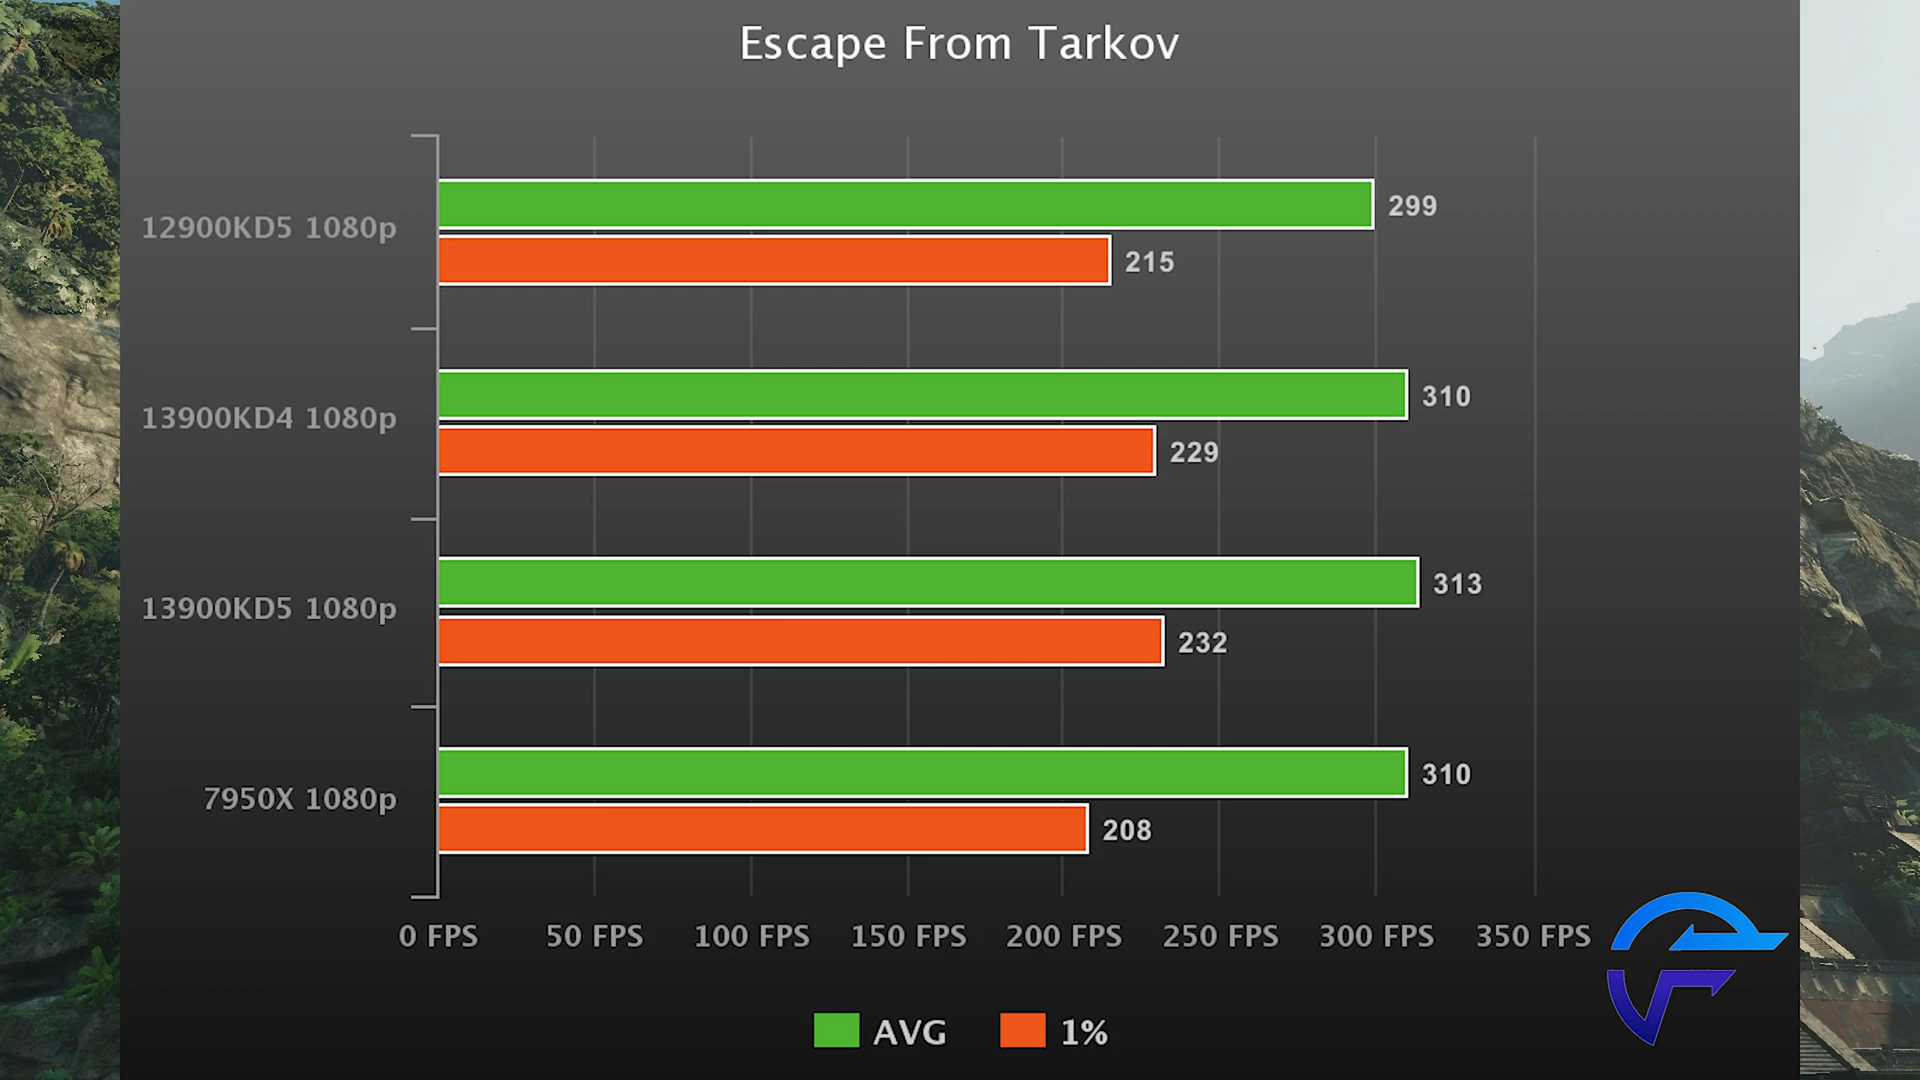 Escape From Tarkov
12900KD5 1080p
299
215
13900KD4 1080p
310
229
13900KD5 1080p
313
232
7950X 1080p
310
208
0 FPS 50 FPS 100 FPS 150 FPS 200 FPS 250 FPS 300 FPS 350 FPS
AVG 1%